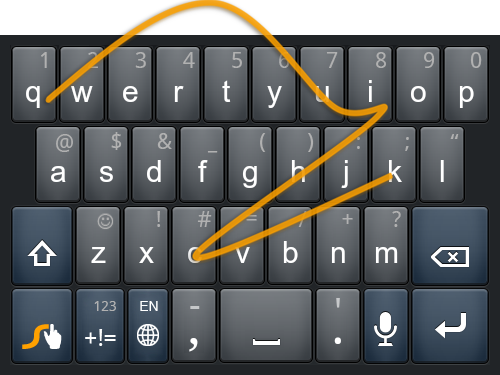 1 2 3 4 5 6 7 8 9 0
q w e r t y u i o p
@ $ & _ ( ) : ; “
a s d f g h j k l
☺ ! # = / + ?
z x c v b n m
123 EN - '
+!= , .